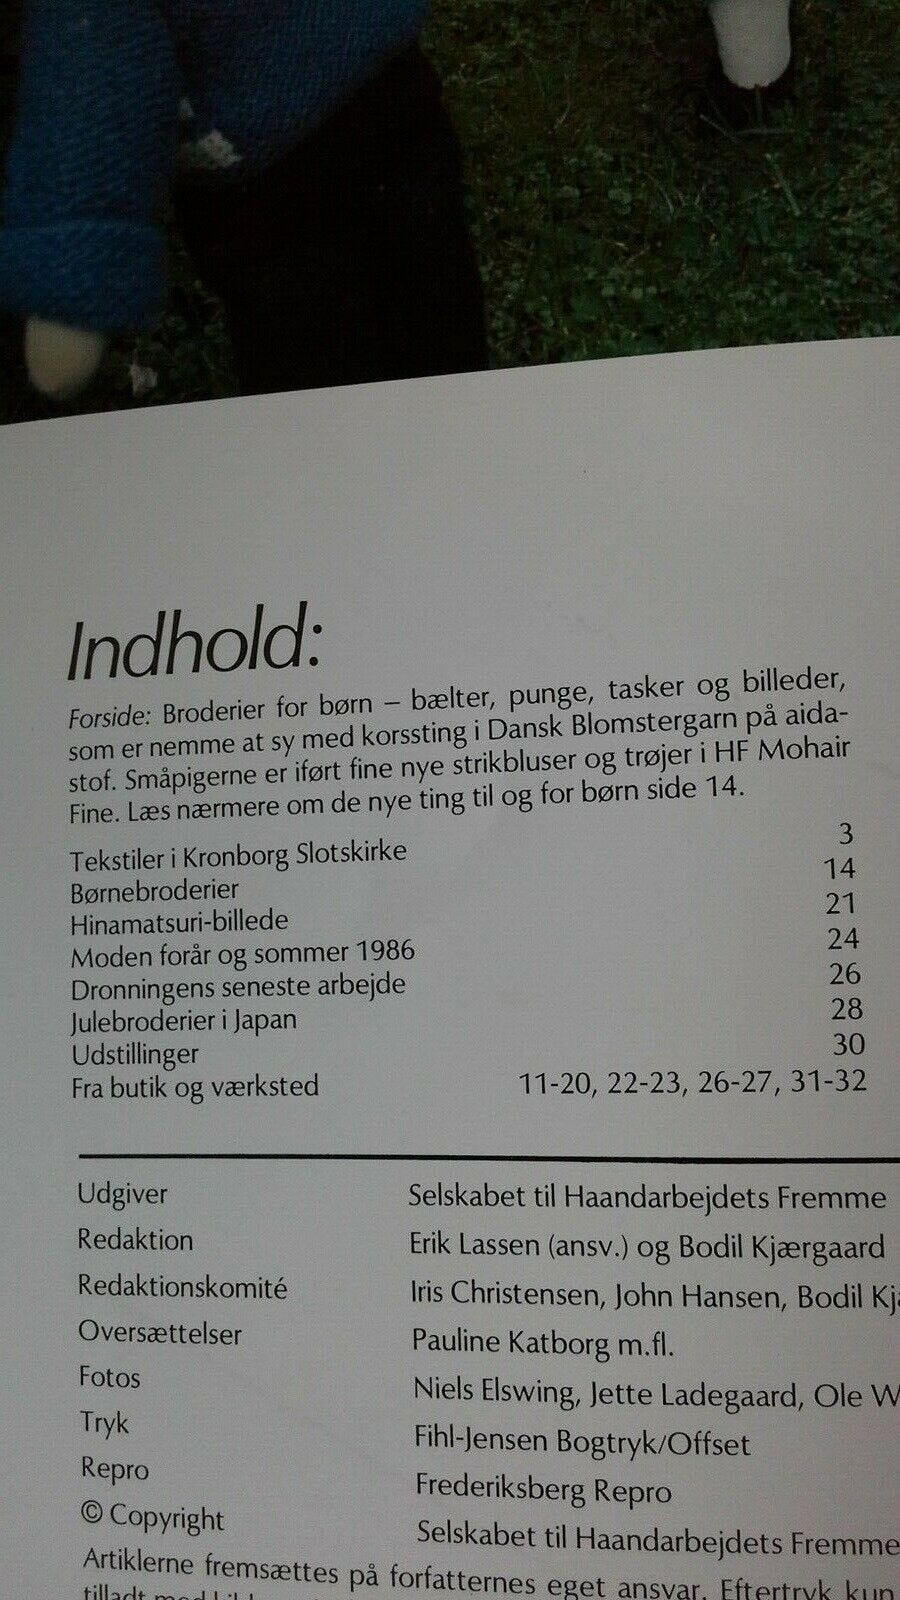 Indhold:
Forside: Broderier for børn – bælter, punge, tasker og billeder,
som er nemme at sy med korssting i Dansk Blomstergarn på aida-
stof. Småpigerne er iført fine nye strikbluser og trøjer i HF Mohair
Fine. Læs nærmere om de nye ting til og for børn side 14.
Tekstiler i Kronborg Slotskirke 3
Børnebroderier 14
Hinamatsuri-billede 21
Moden forår og sommer 1986 24
Dronningens seneste arbejde 26
Julebroderier i Japan 28
Udstillinger 30
Fra butik og værksted 11-20, 22-23, 26-27, 31-32
Udgiver Selskabet til Haandarbejdets Fremme
Redaktion Erik Lassen (ansv.) og Bodil Kjærgaard
Redaktionskomité Iris Christensen, John Hansen, Bodil
Oversættelser Pauline Katborg m.fl.
Fotos Niels Elswing, Jette Ladegaard, Ole
Tryk Fihl-Jensen Bogtryk/Offset
Repro Frederiksberg Repro
© Copyright Selskabet til Haandarbejdets Fremme
Artiklerne fremsættes på forfatternes eget ansvar. Eftertryk kun